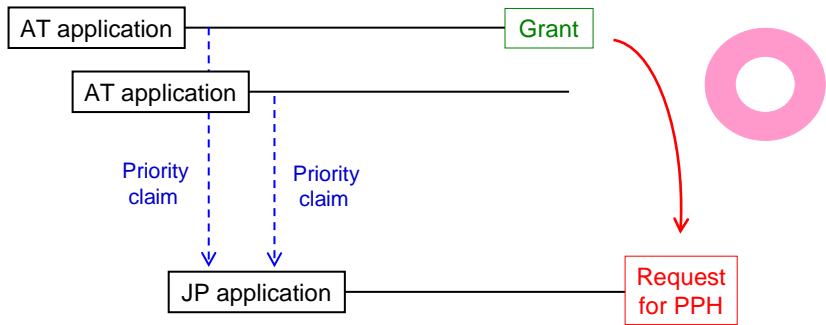 AT application
Grant
AT application
Priority
claim
Priority
claim
JP application
Request
for PPH